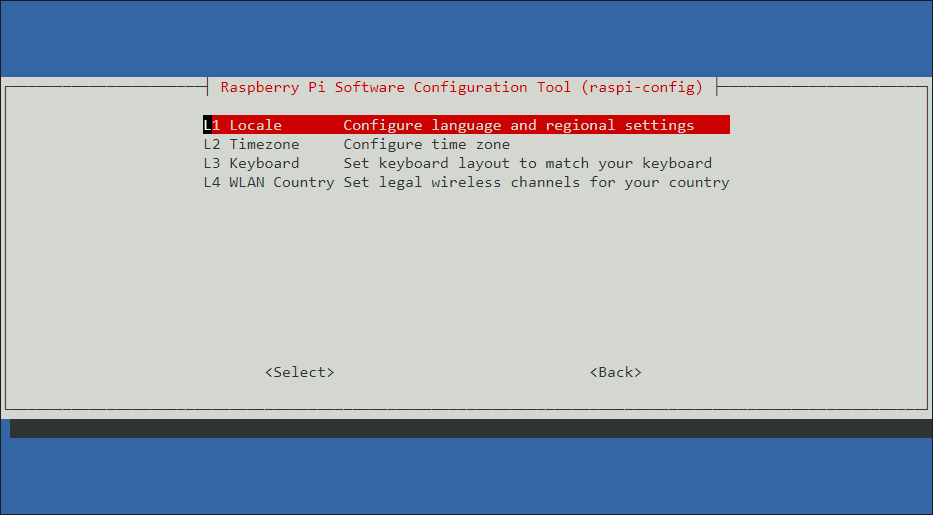 Raspberry Pi Software Configuration Tool (raspi-config)
L1 Locale Configure language and regional settings
L2 Timezone Configure time zone
L3 Keyboard Set keyboard layout to match your keyboard
L4 WLAN Country Set legal wireless channels for your country
<Select> <Back>